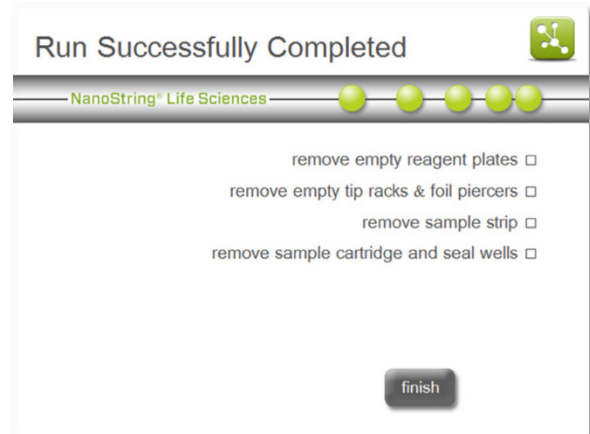 Run Successfully Completed
NanoString® Life Sciences
remove empty reagent plates
remove empty tip racks & foil piercers
remove sample strip
remove sample cartridge and seal wells
finish